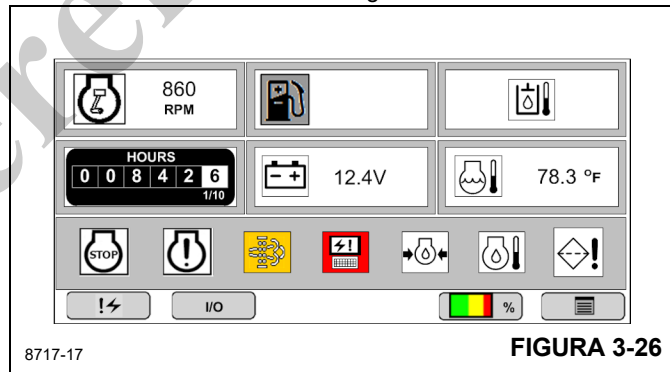 860
RPM
HOURS
0 0 8 4 2 6
1/10
12.4V
78.3 °F
STOP
I/O
%
8717-17
FIGURA 3-26